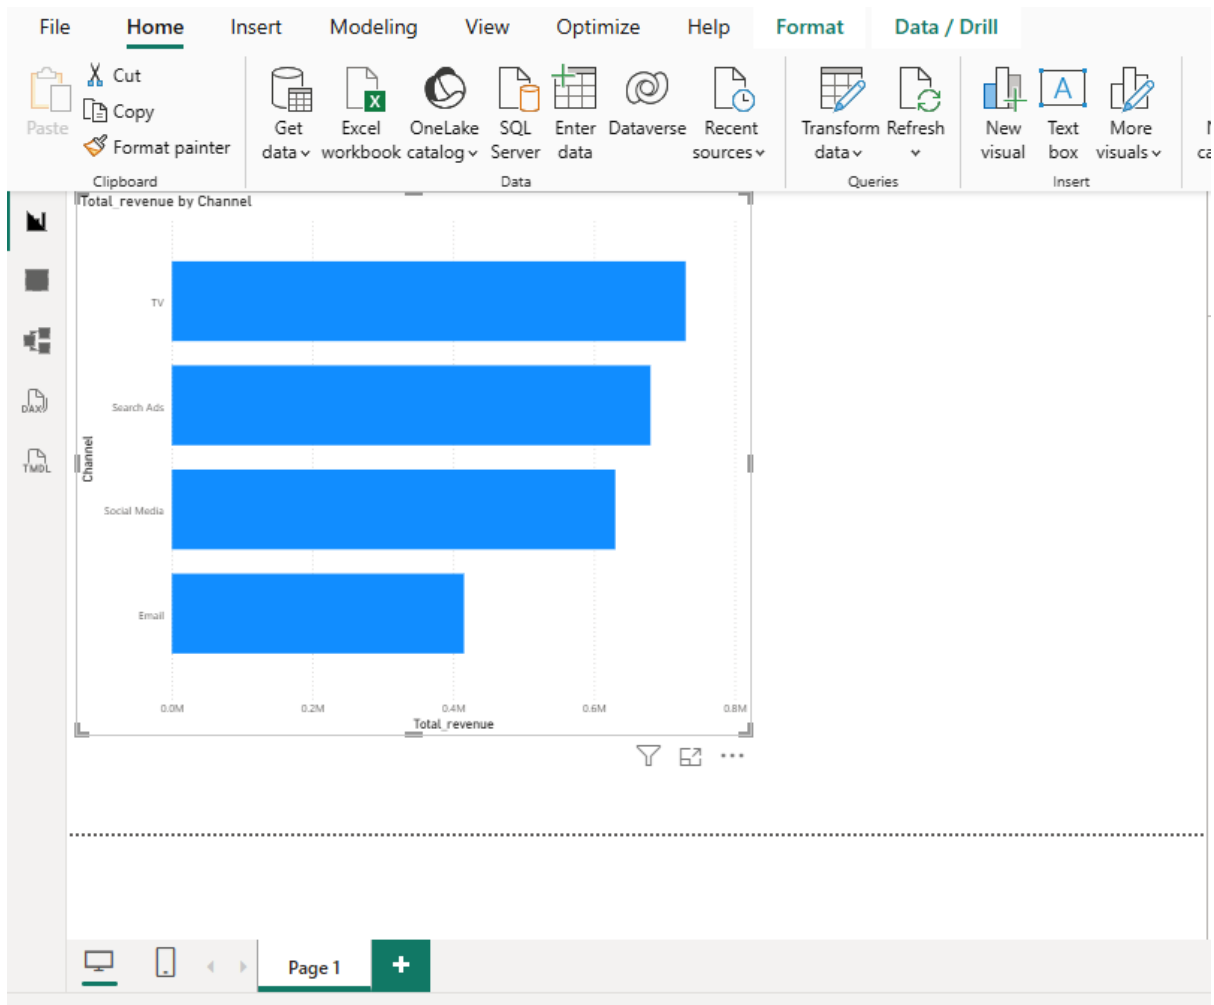 File Home Insert Modeling View Optimize Help Format Data / Drill
Paste
Cut
Copy
Format painter
Clipboard
Get data
Excel workbook
OneLake catalog
SQL Server
Enter data
Dataverse
Recent sources
Data
Transform data
Refresh
Queries
New visual
A
Text box
More visuals
Insert
DAX
TMDL
Total_revenue by Channel
Channel
TV
Search Ads
Social Media
Email
0.0M 0.2M 0.4M 0.6M 0.8M
Total_revenue
Page 1